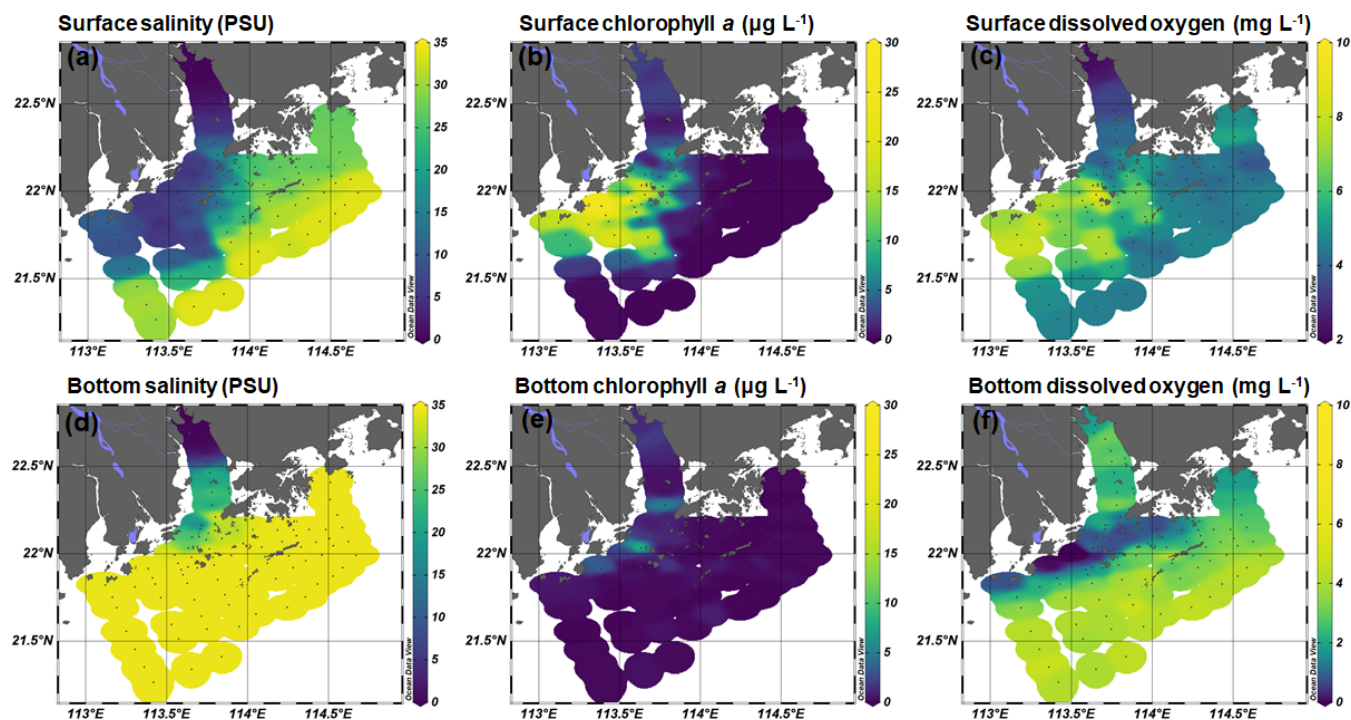 Surface salinity (PSU)
Surface chlorophyll a (µg L-1)
Surface dissolved oxygen (mg L-1)
(a)
35
30
25
20
15
10
5
0
22.5°N
22°N
21.5°N
113°E
113.5°E
114°E
114.5°E
Ocean Data View
(b)
30
25
20
15
10
5
0
113°E
113.5°E
114°E
114.5°E
Ocean Data View
(c)
10
8
6
4
2
22.5°N
22°N
21.5°N
113°E
113.5°E
114°E
114.5°E
Ocean Data View
Bottom salinity (PSU)
Bottom chlorophyll a (µg L-1)
Bottom dissolved oxygen (mg L-1)
(d)
35
30
25
20
15
10
5
0
22.5°N
22°N
21.5°N
113°E
113.5°E
114°E
114.5°E
Ocean Data View
(e)
30
25
20
15
10
5
0
22.5°N
22°N
21.5°N
113°E
113.5°E
114°E
114.5°E
Ocean Data View
(f)
10
8
6
4
2
0
22.5°N
22°N
21.5°N
113°E
113.5°E
114°E
114.5°E
Ocean Data View